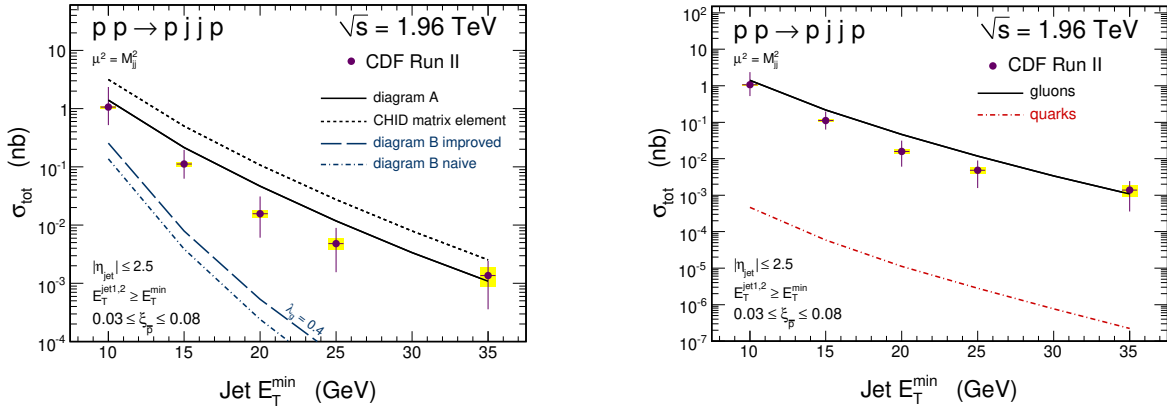 p p → p j j p √s = 1.96 TeV
μ² = M²jj
CDF Run II
diagram A
CHID matrix element
diagram B improved
diagram B naive
λg = 0.4
|ηjet| ≤ 2.5
E_T^jet1,2 ≥ E_T^min
0.03 ≤ ξp̄ ≤ 0.08
σtot (nb)
10
1
10⁻¹
10⁻²
10⁻³
10⁻⁴
10 15 20 25 30 35
Jet E_T^min (GeV)
p p → p j j p √s = 1.96 TeV
μ² = M²jj
CDF Run II
gluons
quarks
|ηjet| ≤ 2.5
E_T^jet1,2 ≥ E_T^min
0.03 ≤ ξp̄ ≤ 0.08
σtot (nb)
10²
10
1
10⁻¹
10⁻²
10⁻³
10⁻⁴
10⁻⁵
10⁻⁶
10⁻⁷
10 15 20 25 30 35
Jet E_T^min (GeV)